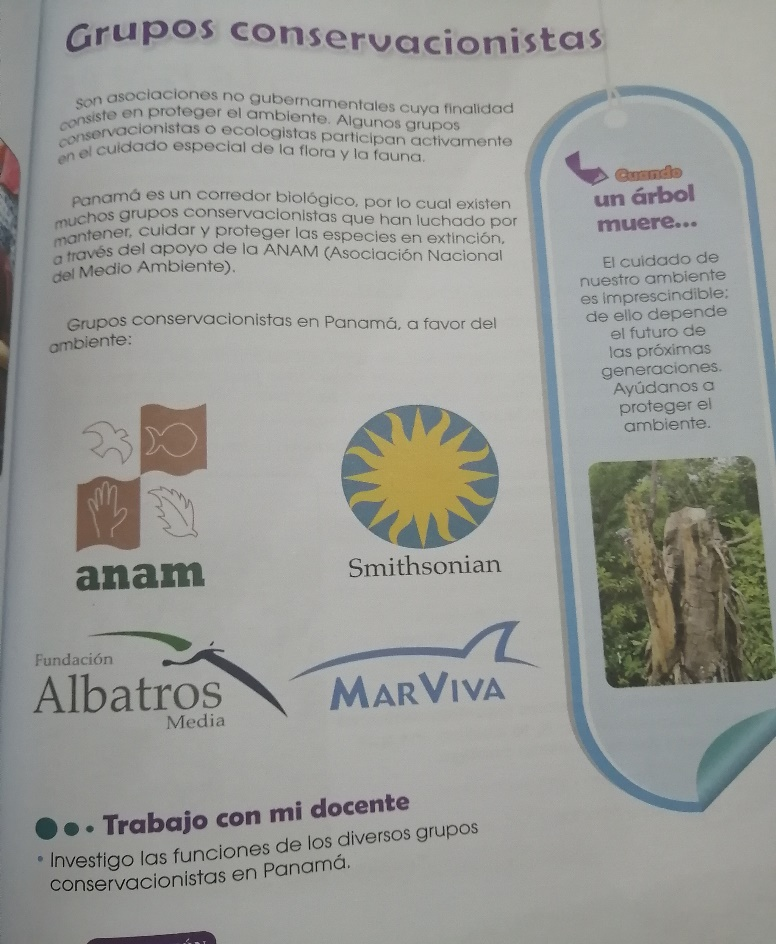 Grupos conservacionistas
Son asociaciones no gubernamentales cuya finalidad
consiste en proteger el ambiente. Algunos grupos
conservacionistas o ecologistas participan activamente
en el cuidado especial de la flora y la fauna.
Panamá es un corredor biológico, por lo cual existen
muchos grupos conservacionistas que han luchado por
mantener, cuidar y proteger las especies en extinción,
a través del apoyo de la ANAM (Asociación Nacional
del Medio Ambiente).
Grupos conservacionistas en Panamá, a favor del
ambiente:
anam
Smithsonian
Fundación
Albatros
Media
MARVIVA
Trabajo con mi docente
• Investigo las funciones de los diversos grupos
conservacionistas en Panamá.
Cuando
un árbol
muere...
El cuidado de
nuestro ambiente
es imprescindible;
de ello depende
el futuro de
las próximas
generaciones.
Ayúdanos a
proteger el
ambiente.